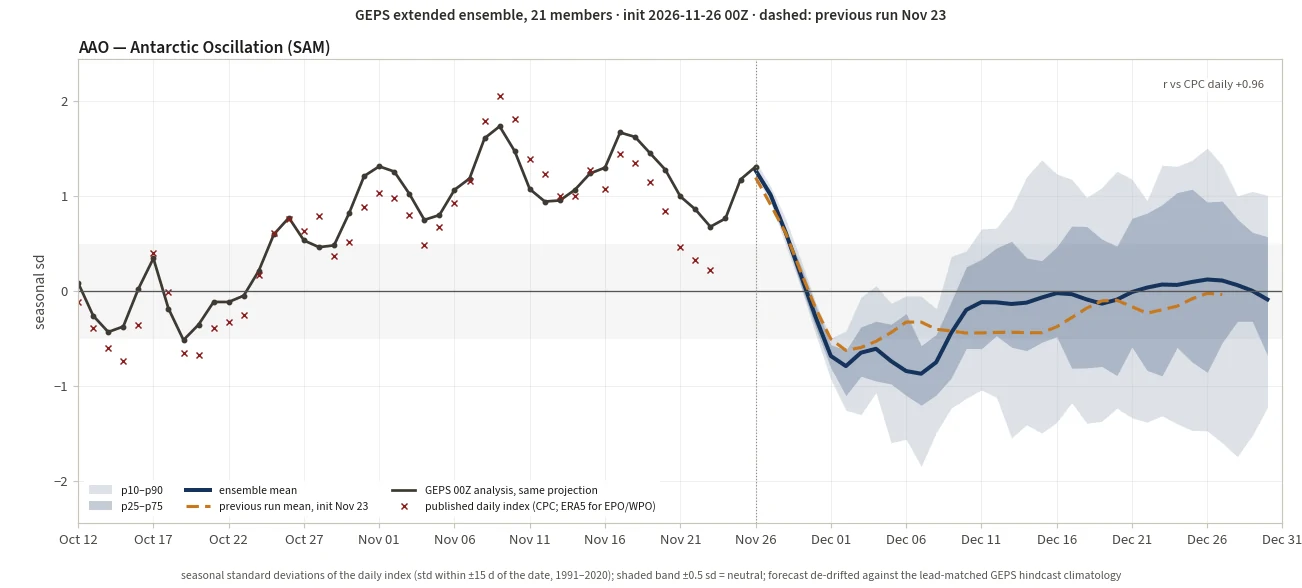 GEPS extended ensemble, 21 members · init 2026-11-26 00Z · dashed: previous run Nov 23
AAO — Antarctic Oscillation (SAM)
r vs CPC daily +0.96
seasonal sd
2
1
0
−1
−2
p10–p90
p25–p75
ensemble mean
previous run mean, init Nov 23
GEPS 00Z analysis, same projection
published daily index (CPC; ERA5 for EPO/WPO)
Oct 12 Oct 17 Oct 22 Oct 27 Nov 01 Nov 06 Nov 11 Nov 16 Nov 21 Nov 26 Dec 01 Dec 06 Dec 11 Dec 16 Dec 21 Dec 26 Dec 31
seasonal standard deviations of the daily index (std within ±15 d of the date, 1991–2020); shaded band ±0.5 sd = neutral; forecast de-drifted against the lead-matched GEPS hindcast climatology